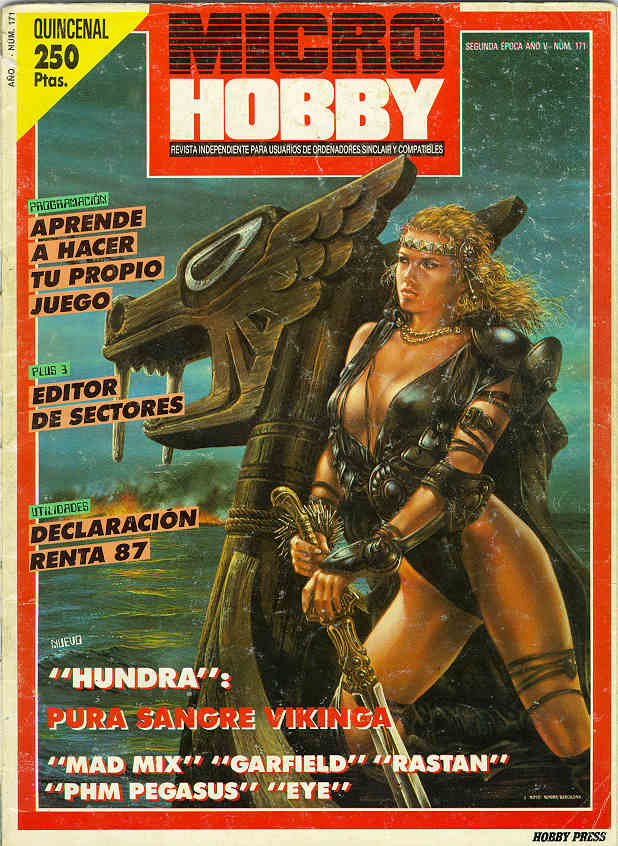 AÑO - NUM. 171
QUINCENAL
250
Ptas.
MICRO
HOBBY
SEGUNDA EPOCA AÑO V - NUM. 171
REVISTA INDEPENDIENTE PARA USUARIOS DE ORDENADORES SINCLAIR Y COMPATIBLES
PROGRAMACIÓN
APRENDE
A HACER
TU PROPIO
JUEGO
PLUS 3
EDITOR
DE SECTORES
UTILIDADES
DECLARACIÓN
RENTA 87
NUEVO
"HUNDRA":
PURA SANGRE VIKINGA
"MAD MIX" "GARFIELD" "RASTAN"
"PHM PEGASUS" "EYE"
HOBBY PRESS